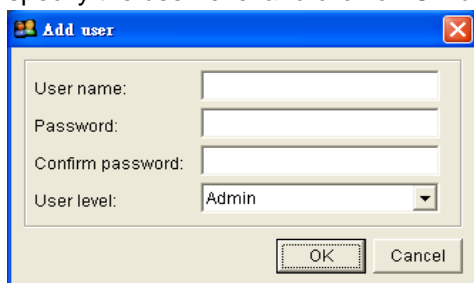 Add user
User name:
Password:
Confirm password:
User level: Admin
OK Cancel